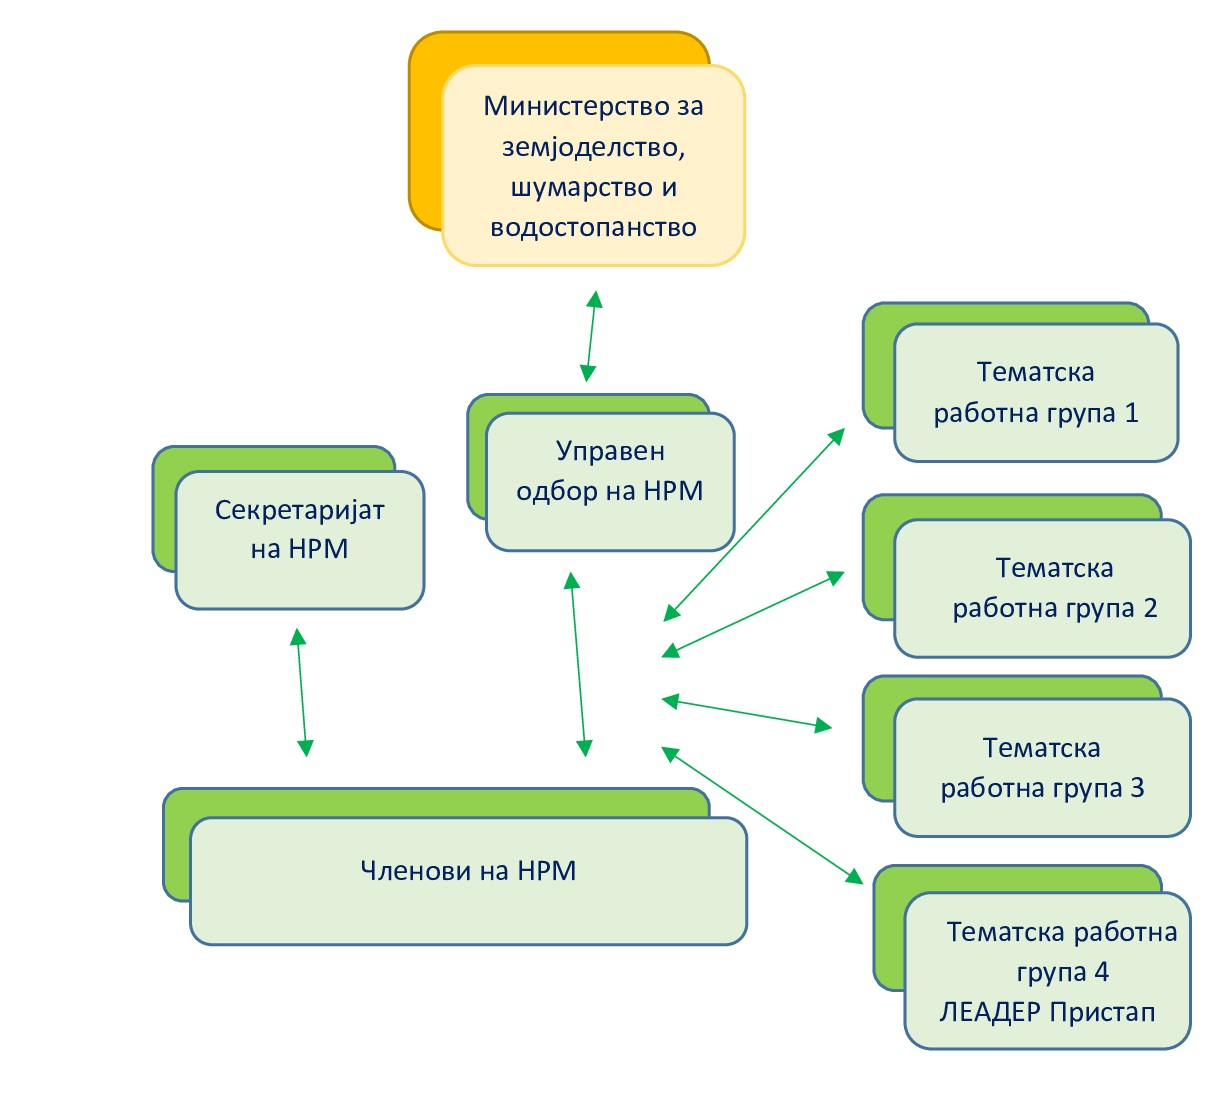 Министерство за
земјоделство,
шумарство и
водостопанство
Тематска
работна група 1
Управен
одбор на НРМ
Секретаријат
на НРМ
Тематска
работна група 2
Тематска
работна група 3
Членови на НРМ
Тематска работна
група 4
ЛЕАДЕР Пристап